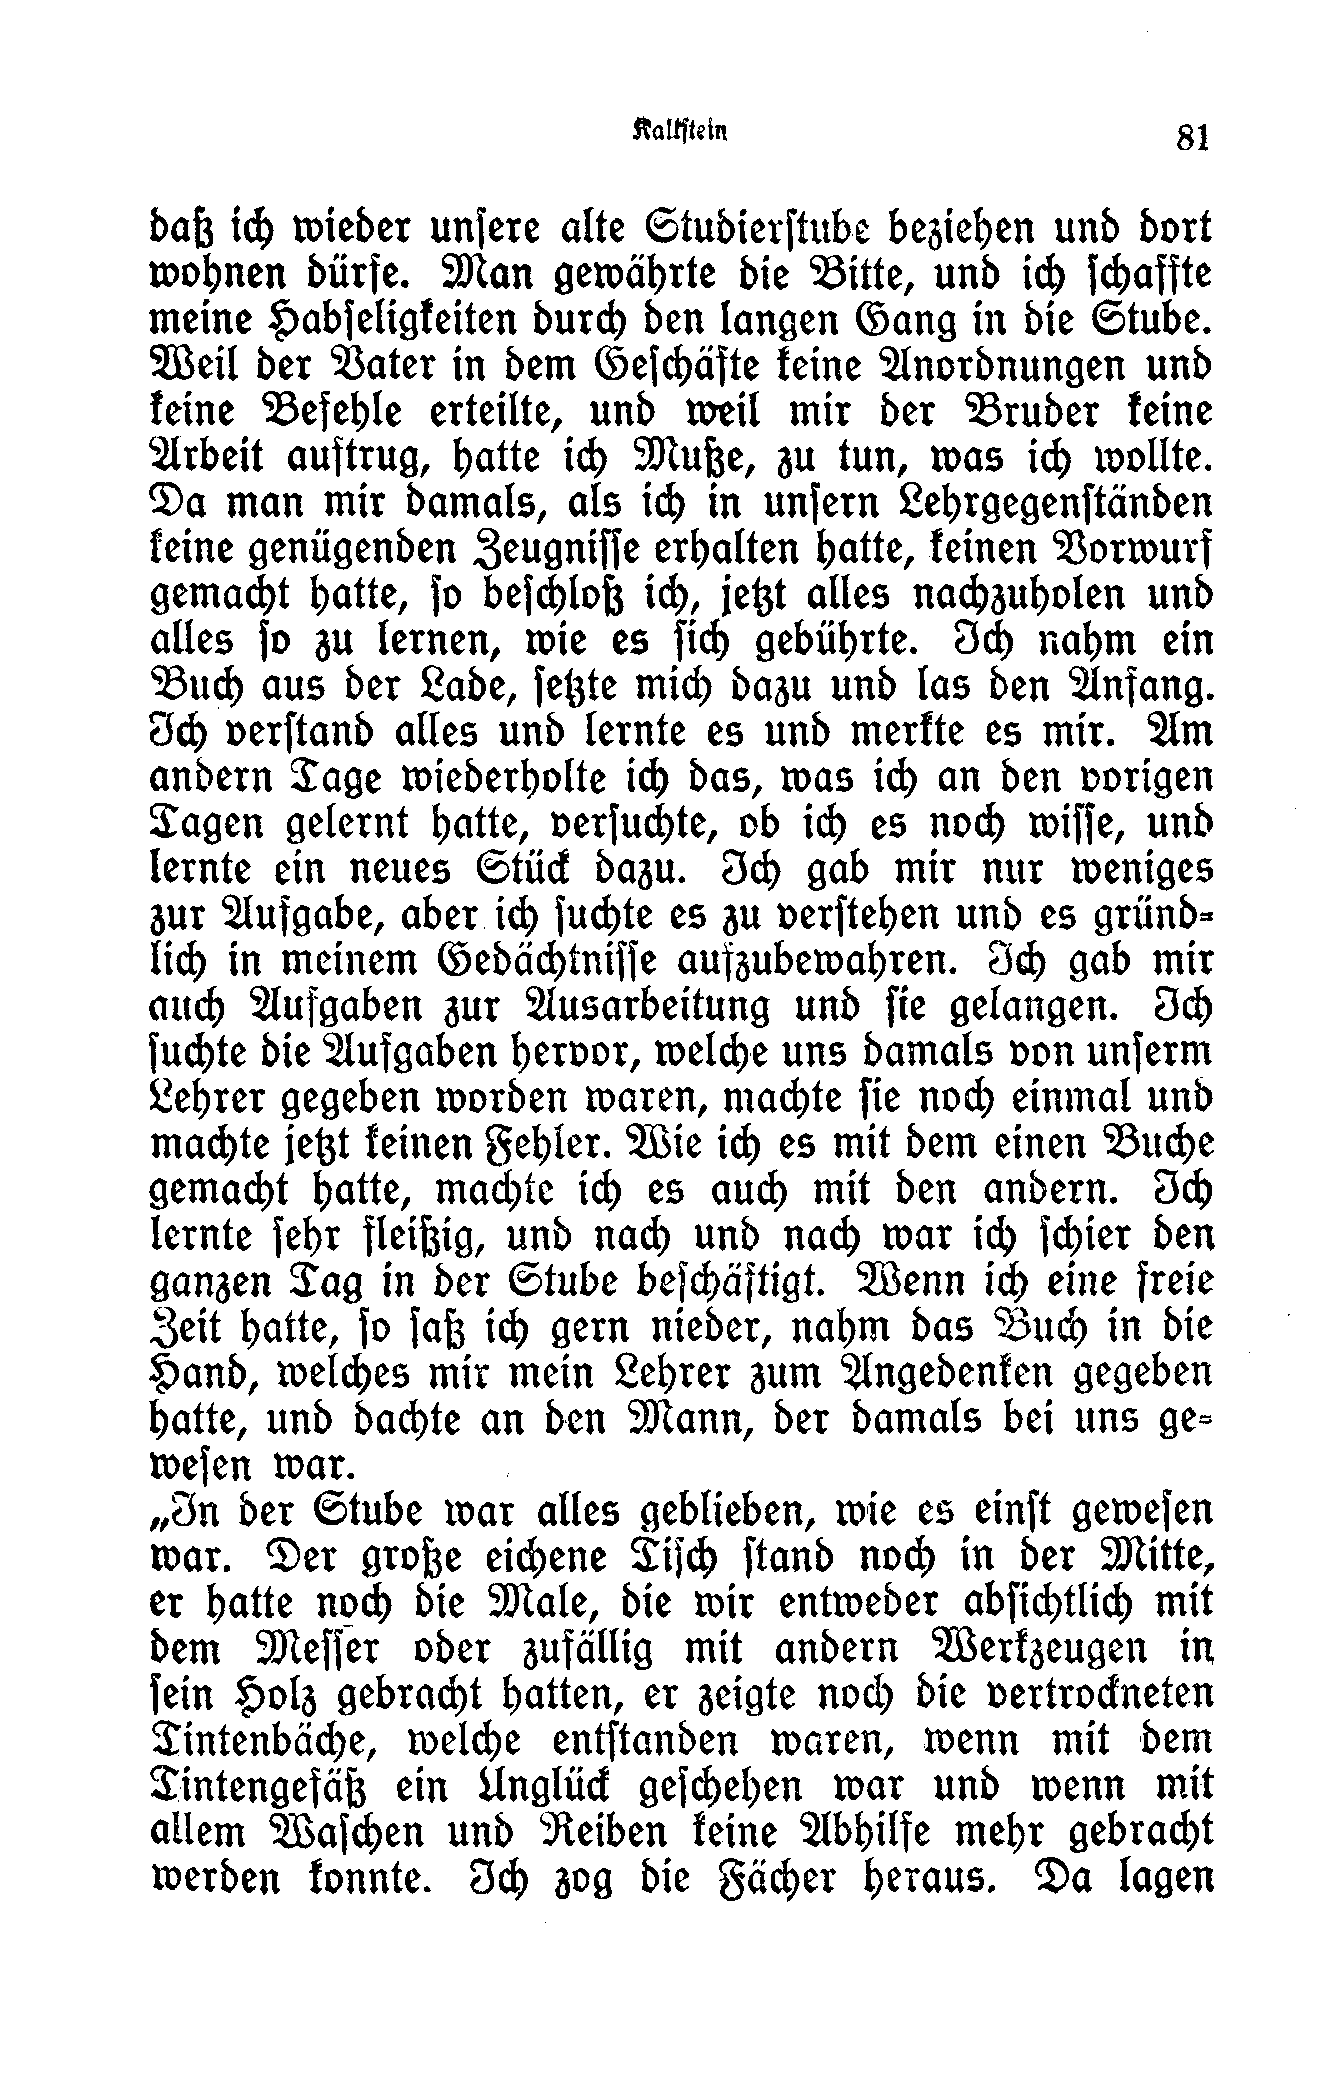 Kalkstein 81
daß ich wieder unsere alte Studierstube beziehen und dort
wohnen dürfe. Man gewährte die Bitte, und ich schaffte
meine Habseligkeiten durch den langen Gang in die Stube.
Weil der Vater in dem Geschäfte keine Anordnungen und
keine Befehle erteilte, und weil mir der Bruder keine
Arbeit auftrug, hatte ich Muße, zu tun, was ich wollte.
Da man mir damals, als ich in unsern Lehrgegenständen
keine genügenden Zeugnisse erhalten hatte, keinen Vorwurf
gemacht hatte, so beschloß ich, jetzt alles nachzuholen und
alles so zu lernen, wie es sich gebührte. Ich nahm ein
Buch aus der Lade, setzte mich dazu und las den Anfang.
Ich verstand alles und lernte es und merkte es mir. Am
andern Tage wiederholte ich das, was ich an den vorigen
Tagen gelernt hatte, versuchte, ob ich es noch wisse, und
lernte ein neues Stück dazu. Ich gab mir nur weniges
zur Aufgabe, aber ich suchte es zu verstehen und es gründ-
lich in meinem Gedächtnisse aufzubewahren. Ich gab mir
auch Aufgaben zur Ausarbeitung und sie gelangen. Ich
suchte die Aufgaben hervor, welche uns damals von unserm
Lehrer gegeben worden waren, machte sie noch einmal und
machte jetzt keinen Fehler. Wie ich es mit dem einen Buche
gemacht hatte, machte ich es auch mit den andern. Ich
lernte sehr fleißig, und nach und nach war ich schier den
ganzen Tag in der Stube beschäftigt. Wenn ich eine freie
Zeit hatte, so saß ich gern nieder, nahm das Buch in die
Hand, welches mir mein Lehrer zum Angedenken gegeben
hatte, und dachte an den Mann, der damals bei uns ge-
wesen war.
„In der Stube war alles geblieben, wie es einst gewesen
war. Der große eichene Tisch stand noch in der Mitte,
er hatte noch die Male, die wir entweder absichtlich mit
dem Messer oder zufällig mit andern Werkzeugen in
sein Holz gebracht hatten, er zeigte noch die vertrockneten
Tintenbäche, welche entstanden waren, wenn mit dem
Tintengefäß ein Unglück geschehen war und wenn mit
allem Waschen und Reiben keine Abhilfe mehr gebracht
werden konnte. Ich zog die Fächer heraus. Da lagen